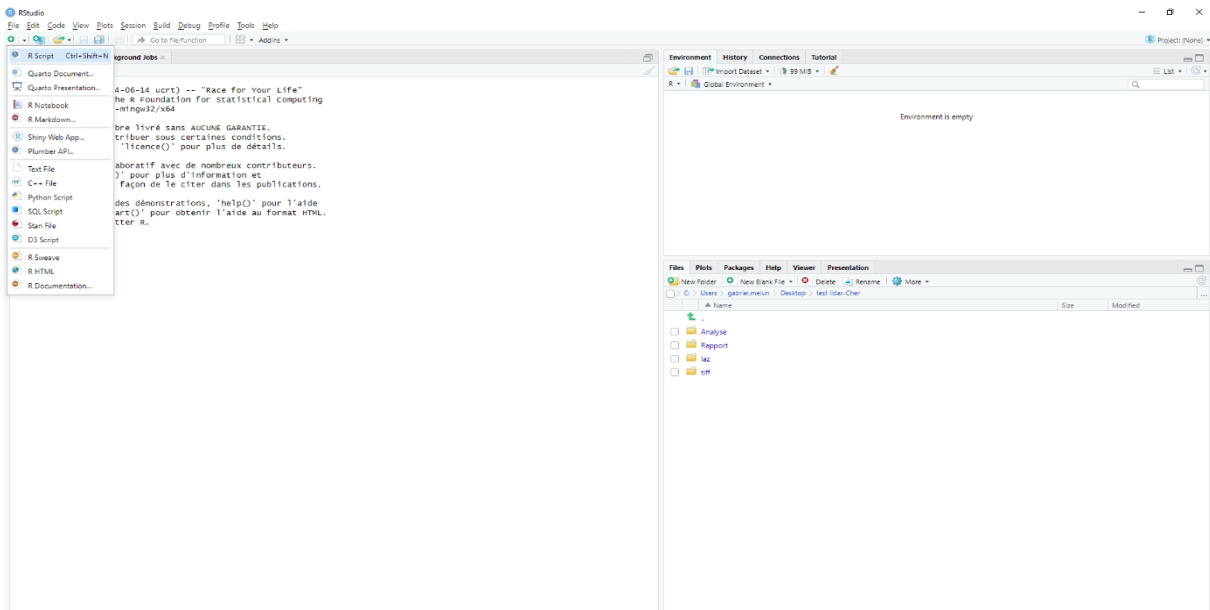 RStudio
File Edit Code View Plots Session Build Debug Profile Tools Help
Go to file/function Addins Project: (None)
R Script Ctrl+Shift+N
Quarto Document...
Quarto Presentation...
R Notebook
R Markdown...
Shiny Web App...
Plumber API...
Text File
C++ File
Python Script
SQL Script
Stan File
D3 Script
R Sweave
R HTML
R Documentation...
kground Jobs
4-06-14 ucrt) -- "Race for Your Life"
he R Foundation for Statistical Computing
-mingw32/x64
bre livré sans AUCUNE GARANTIE.
tribuer sous certaines conditions.
'licence()' pour plus de détails.
aboratif avec de nombreux contributeurs.
)' pour plus d'information et
façon de le citer dans les publications.
des démonstrations, 'help()' pour l'aide
art()' pour obtenir l'aide au format HTML.
tter R.
Environment History Connections Tutorial
Import Dataset 99 MiB List
R Global Environment
Environment is empty
Files Plots Packages Help Viewer Presentation
New Folder New Blank File Delete Rename More
C: > Users > gabriel.melun > Desktop > test lidar-Cher ...
Name Size Modified
..
Analyse
Rapport
laz
tiff